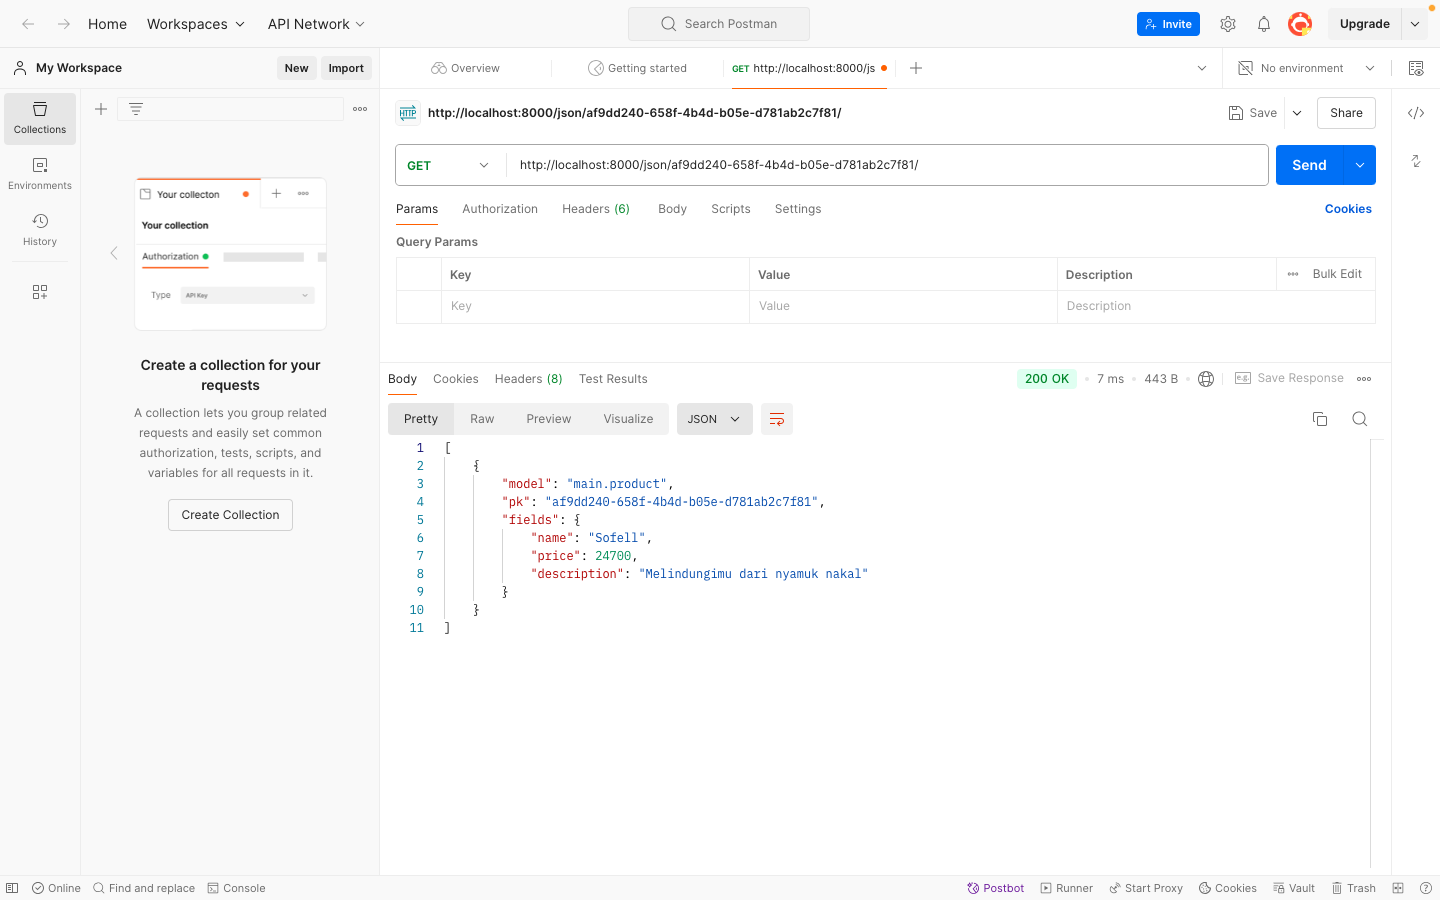 Home
Workspaces
API Network
Search Postman
Invite
Upgrade
My Workspace
New
Import
Overview
Getting started
GET http://localhost:8000/js
No environment
Collections
Environments
History
Your collecton
Your collection
Authorization
Type
API Key
Create a collection for your
requests
A collection lets you group related
requests and easily set common
authorization, tests, scripts, and
variables for all requests in it.
Create Collection
HTTP http://localhost:8000/json/af9dd240-658f-4b4d-b05e-d781ab2c7f81/
Save
Share
GET
http://localhost:8000/json/af9dd240-658f-4b4d-b05e-d781ab2c7f81/
Send
Params
Authorization
Headers (6)
Body
Scripts
Settings
Cookies
Query Params
Key
Value
Description
Bulk Edit
Key
Value
Description
Body
Cookies
Headers (8)
Test Results
200 OK
7 ms
443 B
e.g.
Save Response
Pretty
Raw
Preview
Visualize
JSON
1 [
2 {
3 "model": "main.product",
4 "pk": "af9dd240-658f-4b4d-b05e-d781ab2c7f81",
5 "fields": {
6 "name": "Sofell",
7 "price": 24700,
8 "description": "Melindungimu dari nyamuk nakal"
9 }
10 }
11 ]
Online
Find and replace
Console
Postbot
Runner
Start Proxy
Cookies
Vault
Trash